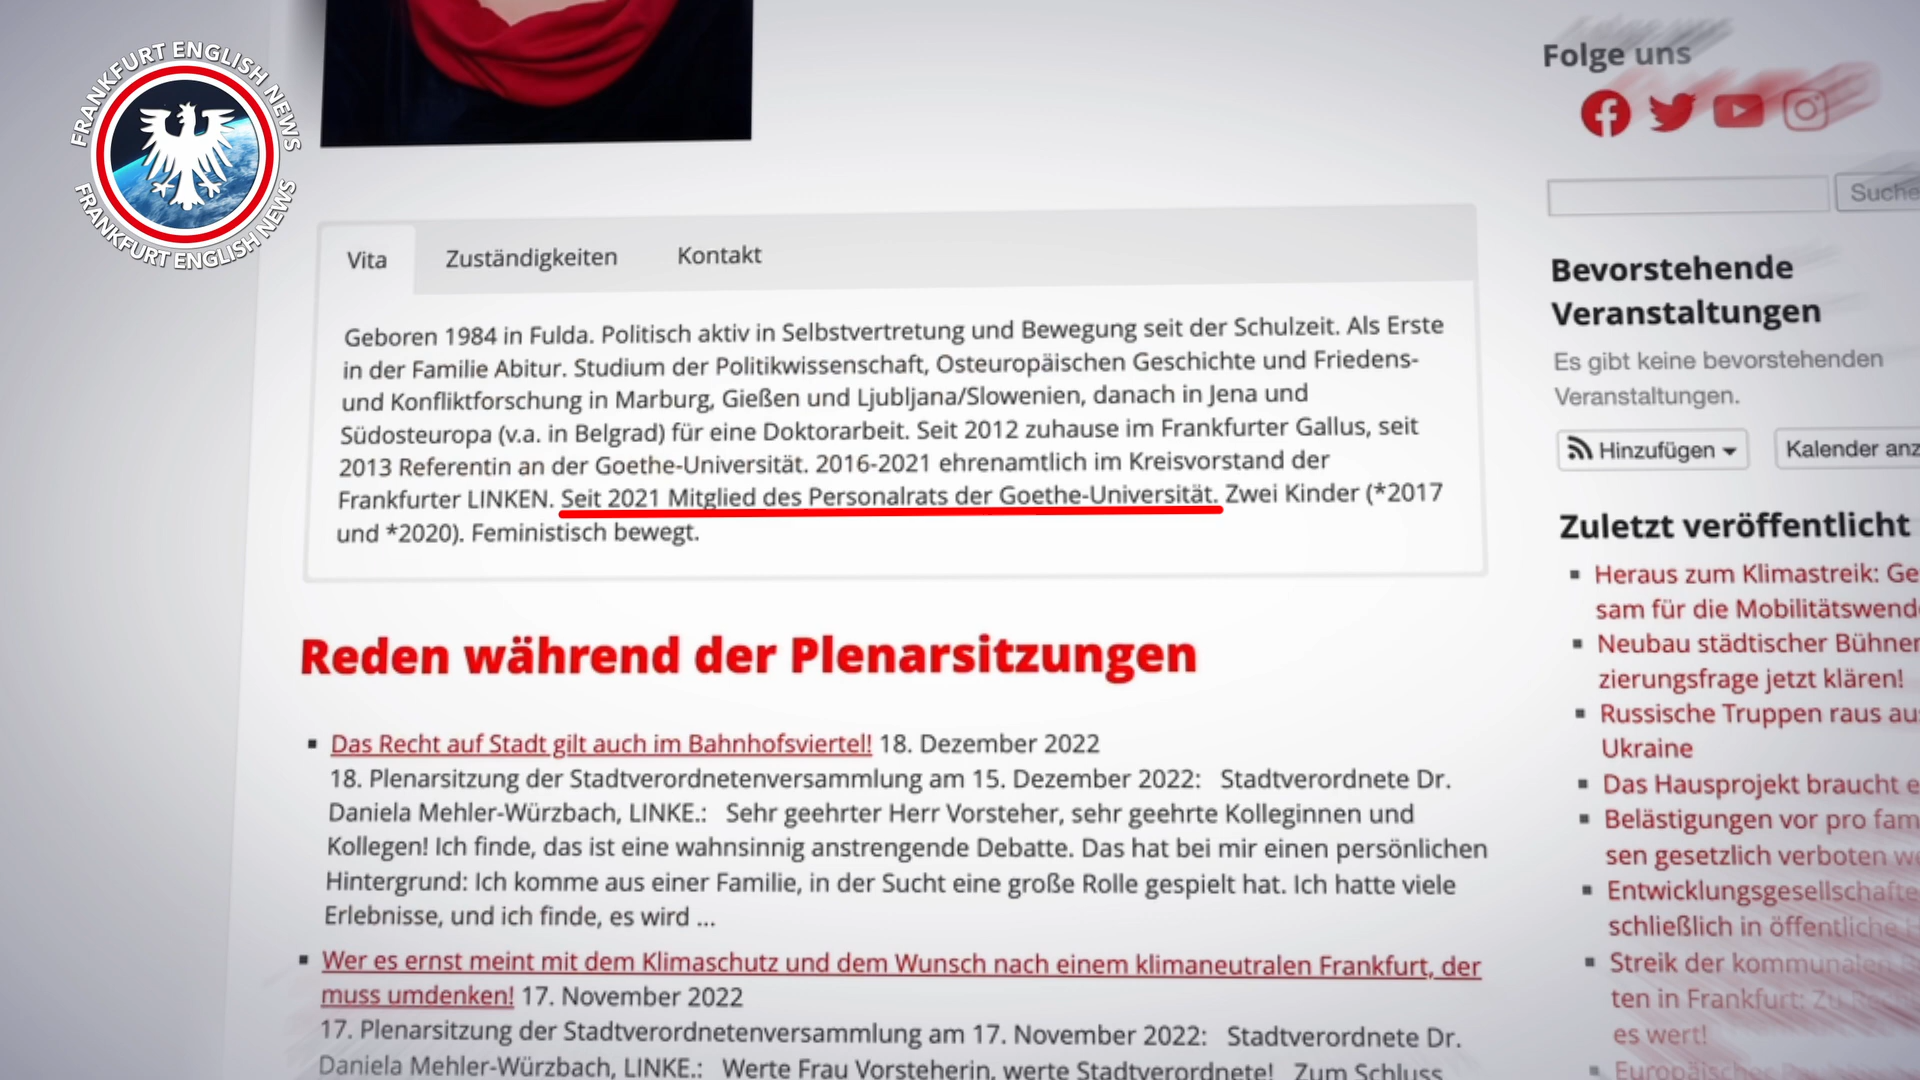 FRANKFURT ENGLISH NEWS
FRANKFURT ENGLISH NEWS
Vita Zuständigkeiten Kontakt
Geboren 1984 in Fulda. Politisch aktiv in Selbstvertretung und Bewegung seit der Schulzeit. Als Erste
in der Familie Abitur. Studium der Politikwissenschaft, Osteuropäischen Geschichte und Friedens-
und Konfliktforschung in Marburg, Gießen und Ljubljana/Slowenien, danach in Jena und
Südosteuropa (v.a. in Belgrad) für eine Doktorarbeit. Seit 2012 zuhause im Frankfurter Gallus, seit
2013 Referentin an der Goethe-Universität. 2016-2021 ehrenamtlich im Kreisvorstand der
Frankfurter LINKEN. Seit 2021 Mitglied des Personalrats der Goethe-Universität. Zwei Kinder (*2017
und *2020). Feministisch bewegt.
Reden während der Plenarsitzungen
Das Recht auf Stadt gilt auch im Bahnhofsviertel! 18. Dezember 2022
18. Plenarsitzung der Stadtverordnetenversammlung am 15. Dezember 2022: Stadtverordnete Dr.
Daniela Mehler-Würzbach, LINKE.: Sehr geehrter Herr Vorsteher, sehr geehrte Kolleginnen und
Kollegen! Ich finde, das ist eine wahnsinnig anstrengende Debatte. Das hat bei mir einen persönlichen
Hintergrund: Ich komme aus einer Familie, in der Sucht eine große Rolle gespielt hat. Ich hatte viele
Erlebnisse, und ich finde, es wird ...
Wer es ernst meint mit dem Klimaschutz und dem Wunsch nach einem klimaneutralen Frankfurt, der
muss umdenken! 17. November 2022
17. Plenarsitzung der Stadtverordnetenversammlung am 17. November 2022: Stadtverordnete Dr.
Daniela Mehler-Würzbach, LINKE.: Werte Frau Vorsteherin, werte Stadtverordnete! Zum Schluss
Folge uns
Suche
Bevorstehende
Veranstaltungen
Es gibt keine bevorstehenden
Veranstaltungen.
Hinzufügen Kalender anz
Zuletzt veröffentlicht
Heraus zum Klimastreik: Ge
sam für die Mobilitätswend
Neubau städtischer Bühnen
zierungsfrage jetzt klären!
Russische Truppen raus au
Ukraine
Das Hausprojekt braucht e
Belästigungen vor pro fam
sen gesetzlich verboten we
Entwicklungsgesellschafte
schließlich in öffentliche
Streik der kommunalen
ten in Frankfurt: Zu
es wert!
Europäischer